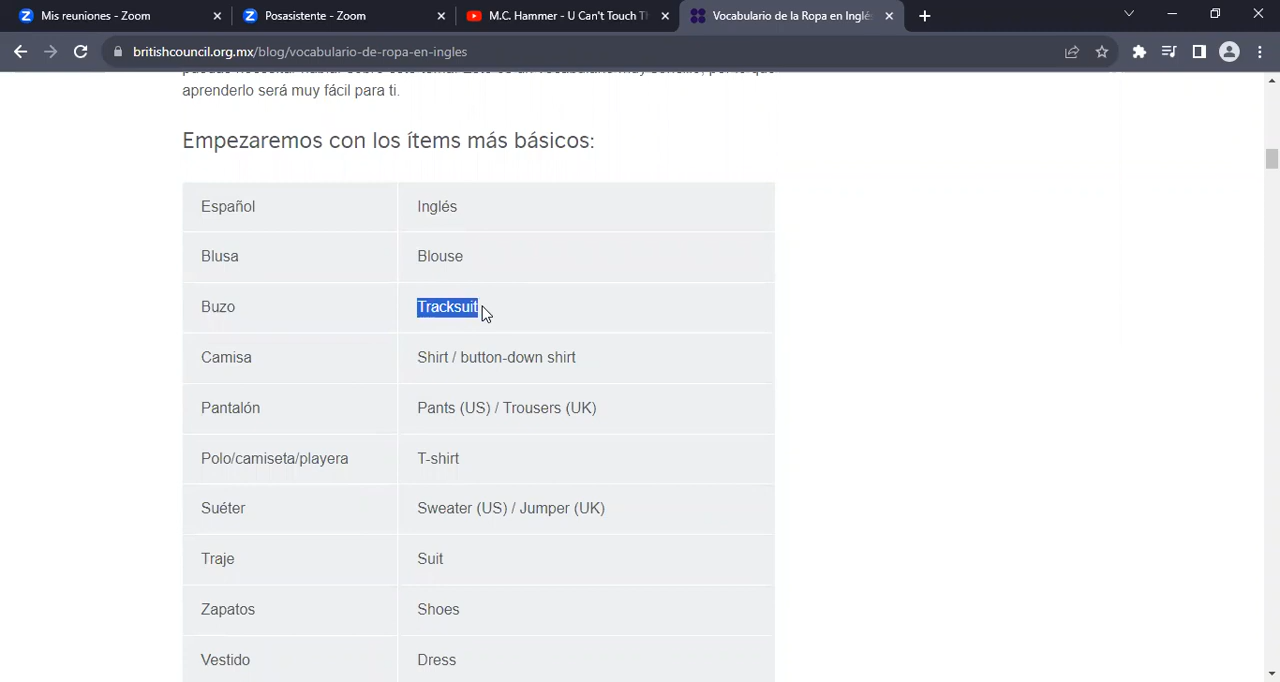 Mis reuniones - Zoom
Posasistente - Zoom
M.C. Hammer - U Can't Touch Th
Vocabulario de la Ropa en Inglés
britishcouncil.org.mx/blog/vocabulario-de-ropa-en-ingles
aprenderlo será muy fácil para ti.
Empezaremos con los ítems más básicos:
Español Inglés
Blusa Blouse
Buzo Tracksuit
Camisa Shirt / button-down shirt
Pantalón Pants (US) / Trousers (UK)
Polo/camiseta/playera T-shirt
Suéter Sweater (US) / Jumper (UK)
Traje Suit
Zapatos Shoes
Vestido Dress